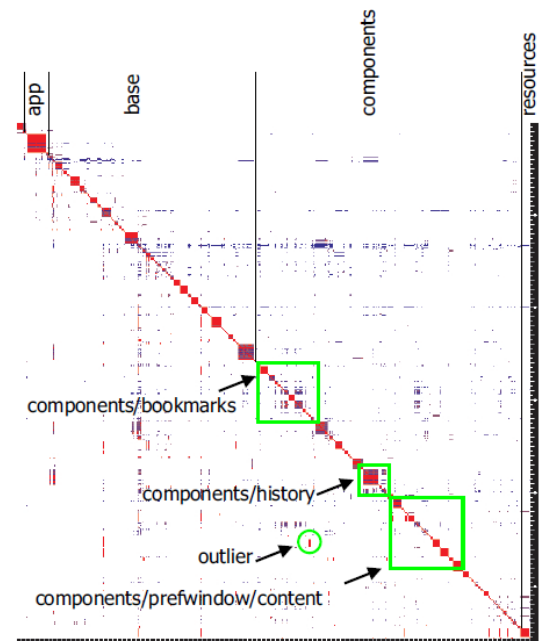 app
base
components
resources
components/bookmarks
components/history
outlier
components/prefwindow/content